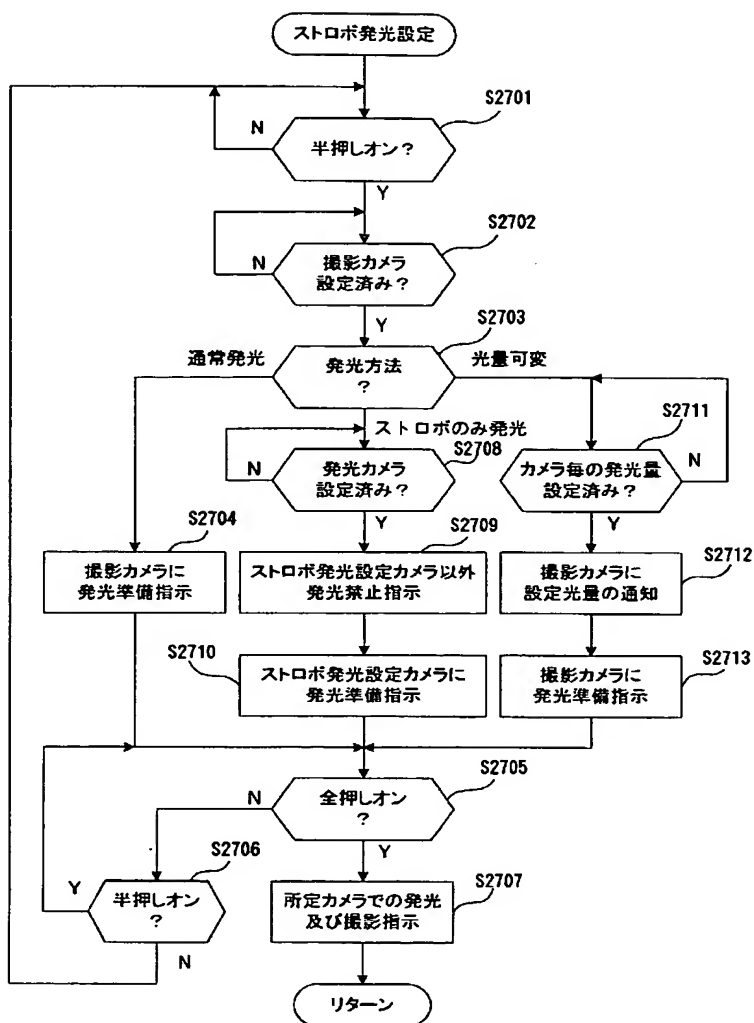 ストロボ発光設定
S2701
N
半押しオン?
Y
S2702
N
撮影カメラ
設定済み?
Y
S2703
通常発光
発光方法
?
光量可変
ストロボのみ発光
S2708
S2711
N
発光カメラ
設定済み?
カメラ毎の発光量
設定済み?
N
Y
Y
S2704
S2709
S2712
撮影カメラに
発光準備指示
ストロボ発光設定カメラ以外
発光禁止指示
撮影カメラに
設定光量の通知
S2710
S2713
ストロボ発光設定カメラに
発光準備指示
撮影カメラに
発光準備指示
S2705
N
全押しオン
?
Y
S2706
S2707
Y
半押しオン
?
N
所定カメラでの発光
及び撮影指示
リターン